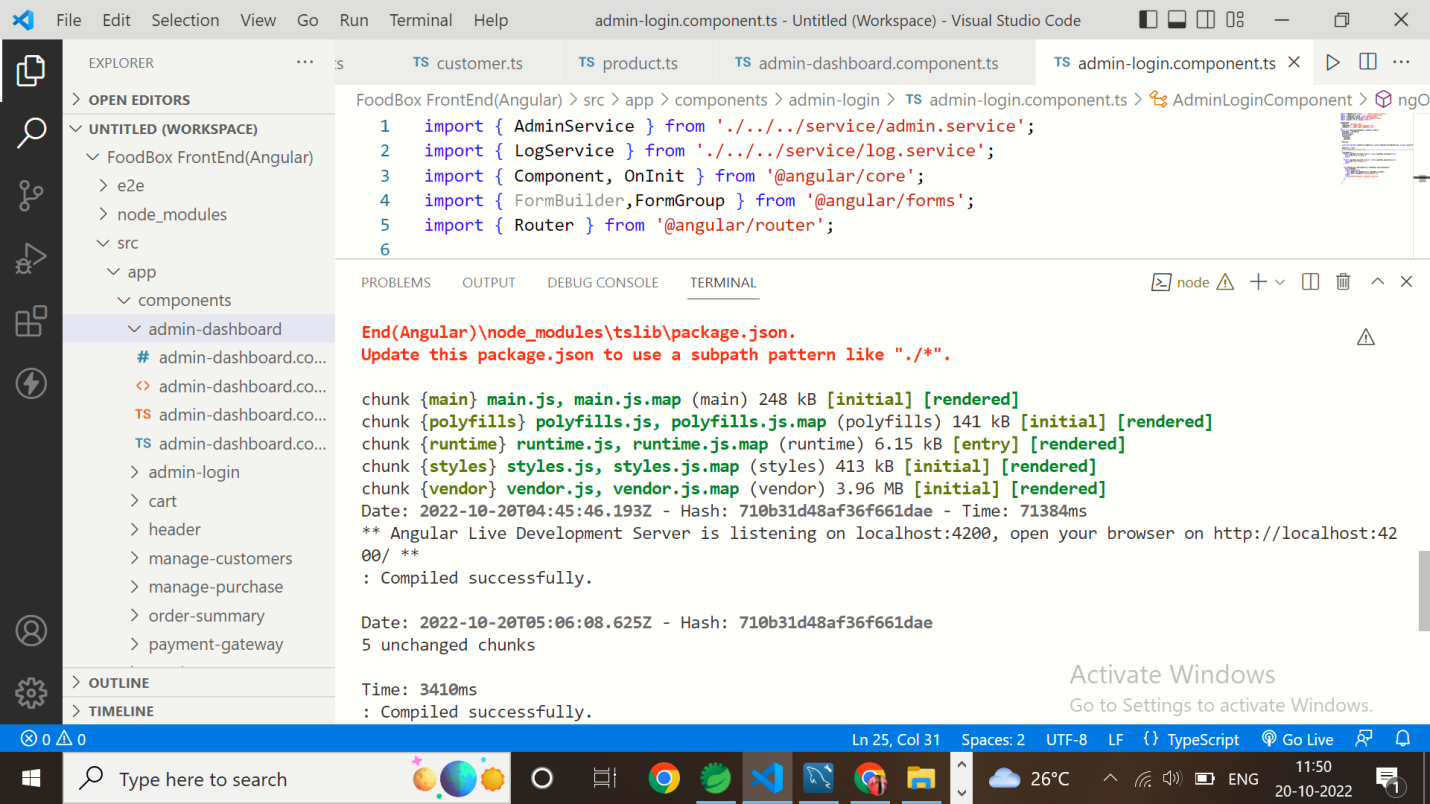 File Edit Selection View Go Run Terminal Help admin-login.component.ts - Untitled (Workspace) - Visual Studio Code
EXPLORER
ts TS customer.ts TS product.ts TS admin-dashboard.component.ts TS admin-login.component.ts
OPEN EDITORS
FoodBox FrontEnd(Angular) > src > app > components > admin-login > TS admin-login.component.ts > AdminLoginComponent > ngO
UNTITLED (WORKSPACE)
FoodBox FrontEnd(Angular)
e2e
node_modules
src
app
components
admin-dashboard
# admin-dashboard.co...
<> admin-dashboard.co...
TS admin-dashboard.co...
TS admin-dashboard.co...
admin-login
cart
header
manage-customers
manage-purchase
order-summary
payment-gateway
OUTLINE
TIMELINE
1 import { AdminService } from './../../service/admin.service';
2 import { LogService } from './../../service/log.service';
3 import { Component, OnInit } from '@angular/core';
4 import { FormBuilder,FormGroup } from '@angular/forms';
5 import { Router } from '@angular/router';
6
PROBLEMS OUTPUT DEBUG CONSOLE TERMINAL node
End(Angular)\node_modules\tslib\package.json.
Update this package.json to use a subpath pattern like "./*".
chunk {main} main.js, main.js.map (main) 248 kB [initial] [rendered]
chunk {polyfills} polyfills.js, polyfills.js.map (polyfills) 141 kB [initial] [rendered]
chunk {runtime} runtime.js, runtime.js.map (runtime) 6.15 kB [entry] [rendered]
chunk {styles} styles.js, styles.js.map (styles) 413 kB [initial] [rendered]
chunk {vendor} vendor.js, vendor.js.map (vendor) 3.96 MB [initial] [rendered]
Date: 2022-10-20T04:45:46.193Z - Hash: 710b31d48af36f661dae - Time: 71384ms
** Angular Live Development Server is listening on localhost:4200, open your browser on http://localhost:42
00/ **
: Compiled successfully.
Date: 2022-10-20T05:06:08.625Z - Hash: 710b31d48af36f661dae
5 unchanged chunks
Time: 3410ms
: Compiled successfully.
Activate Windows
Go to Settings to activate Windows.
0 0 Ln 25, Col 31 Spaces: 2 UTF-8 LF {} TypeScript Go Live
Type here to search 26°C ENG 11:50
20-10-2022 1